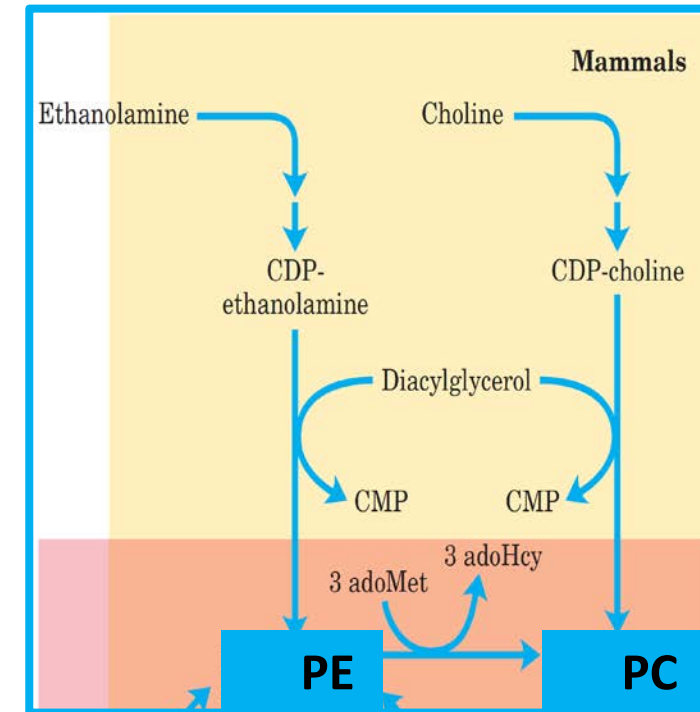 Mammals
Ethanolamine
Choline
CDP-
ethanolamine
CDP-choline
Diacylglycerol
CMP
CMP
3 adoHcy
3 adoMet
PE
PC